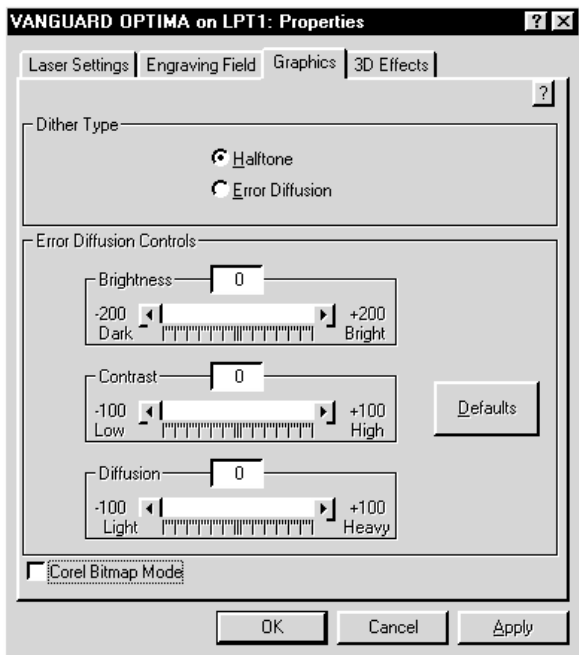 VANGUARD OPTIMA on LPT1: Properties ? ×
Laser Settings Engraving Field Graphics 3D Effects
?
Dither Type
Halftone
Error Diffusion
Error Diffusion Controls
Brightness 0
-200 +200
Dark Bright
Contrast 0
-100 +100
Low High
Defaults
Diffusion 0
-100 +100
Light Heavy
Corel Bitmap Mode
OK Cancel Apply